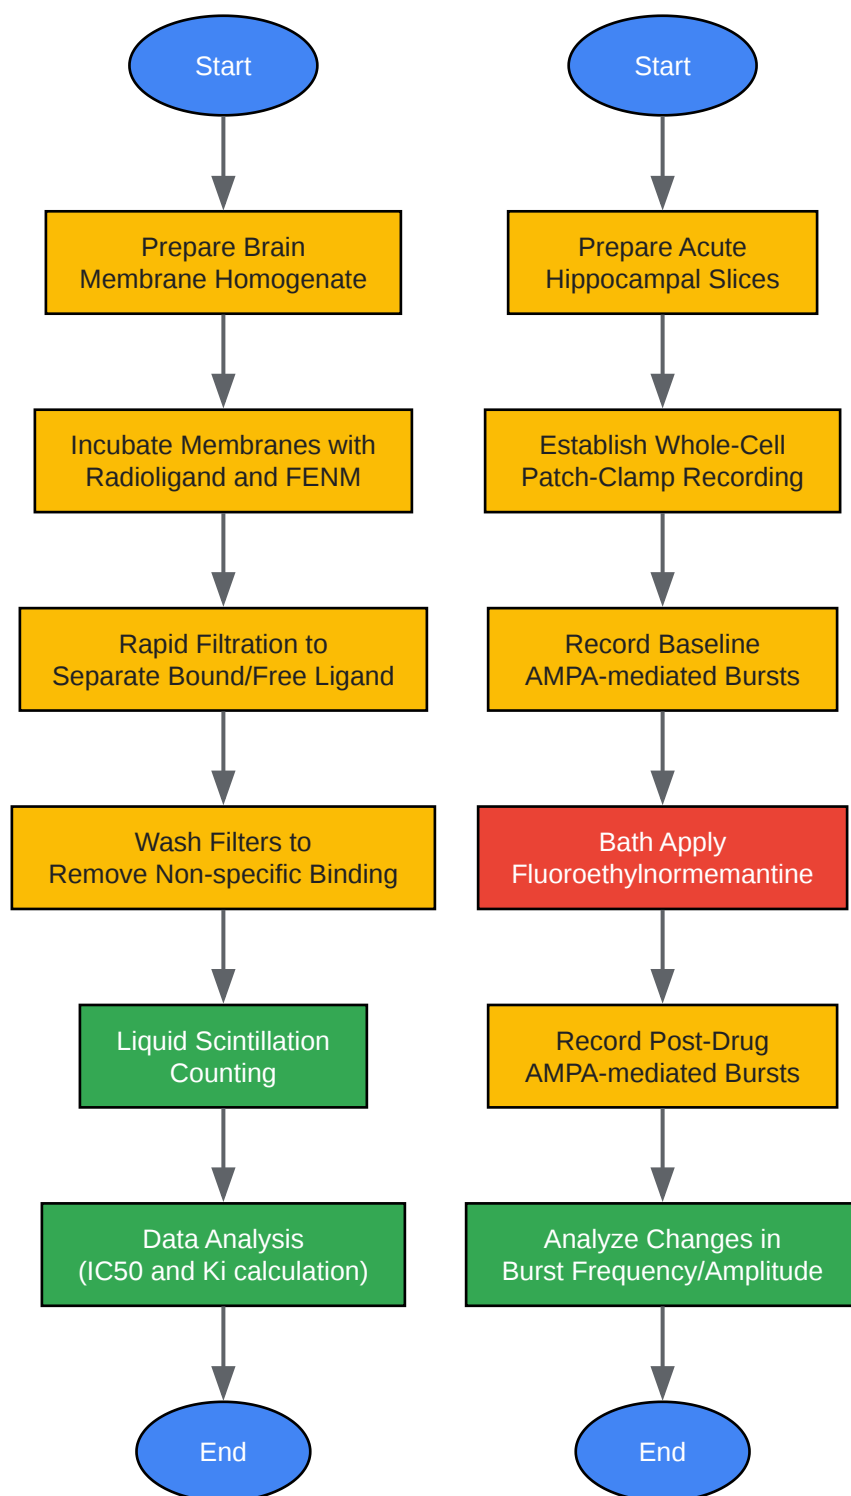 Start
Prepare Brain
Membrane Homogenate
Incubate Membranes with
Radioligand and FENM
Rapid Filtration to
Separate Bound/Free Ligand
Wash Filters to
Remove Non-specific Binding
Liquid Scintillation
Counting
Data Analysis
(IC50 and Ki calculation)
End
Start
Prepare Acute
Hippocampal Slices
Establish Whole-Cell
Patch-Clamp Recording
Record Baseline
AMPA-mediated Bursts
Bath Apply
Fluoroethylnormemantine
Record Post-Drug
AMPA-mediated Bursts
Analyze Changes in
Burst Frequency/Amplitude
End